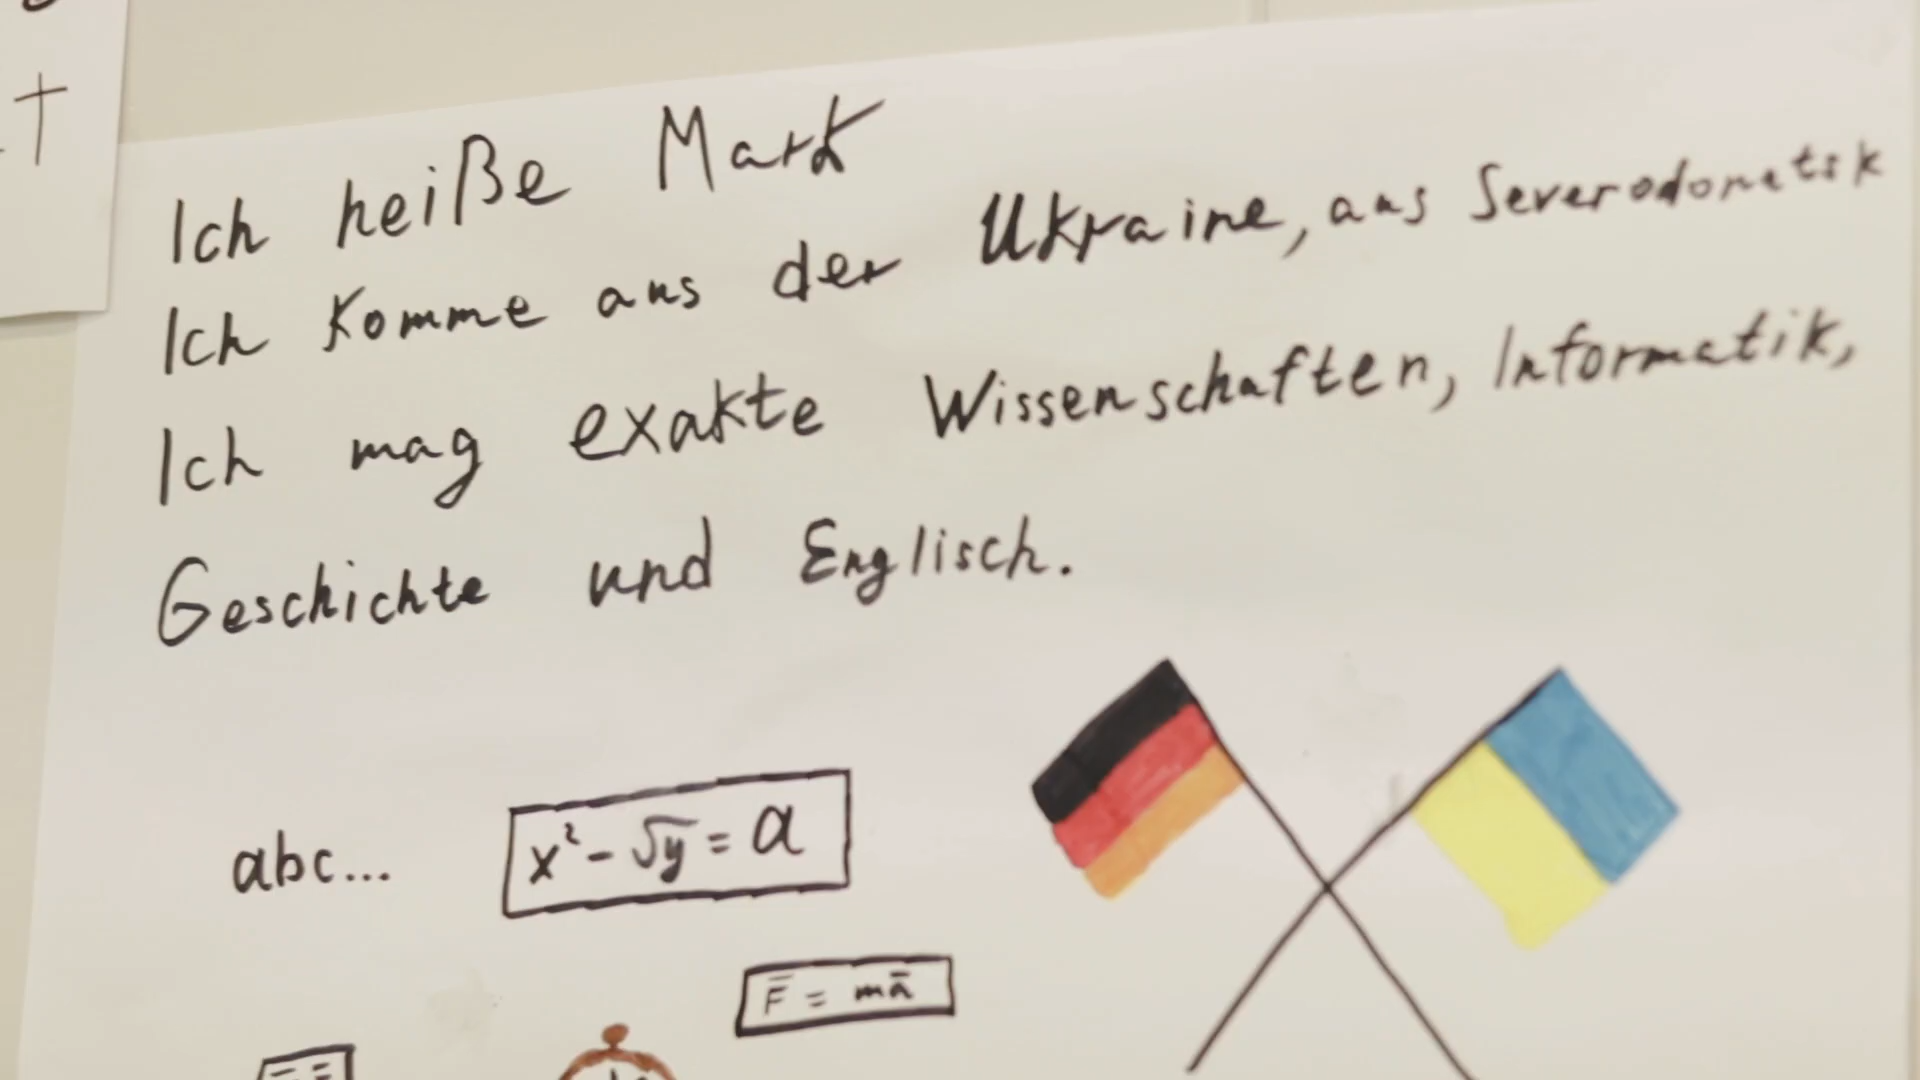 t
Ich heiße Mark
Ich komme aus der Ukraine, aus Severodonetsk
Ich mag exakte Wissenschaften, Informatik,
Geschichte und Englisch.
abc...
x² - √y = a
F̅ = ma̅